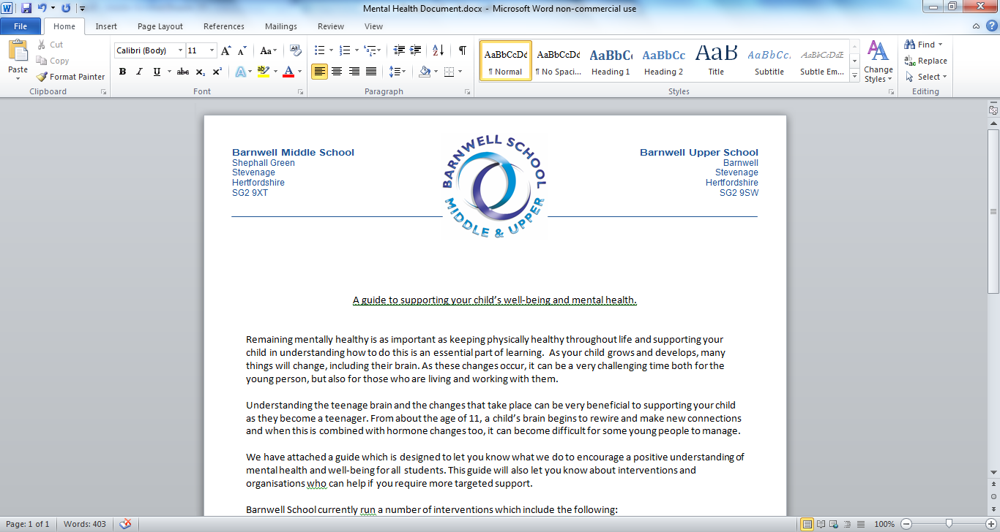 Mental Health Document.docx - Microsoft Word non-commercial use
File Home Insert Page Layout References Mailings Review View
Paste
Cut
Copy
Format Painter
Clipboard
Calibri (Body) 11
Font
Paragraph
AaBbCcDc AaBbCcDc AaBbCc AaBbCc AaB AaBbCc. AaBbCcDdE
¶ Normal ¶ No Spaci... Heading 1 Heading 2 Title Subtitle Subtle Em...
Styles
Change Styles
Find
Replace
Select
Editing
Barnwell Middle School
Shephall Green
Stevenage
Hertfordshire
SG2 9XT
BARNWELL SCHOOL
MIDDLE & UPPER
Barnwell Upper School
Barnwell
Stevenage
Hertfordshire
SG2 9SW
A guide to supporting your child's well-being and mental health.
Remaining mentally healthy is as important as keeping physically healthy throughout life and supporting your
child in understanding how to do this is an essential part of learning. As your child grows and develops, many
things will change, including their brain. As these changes occur, it can be a very challenging time both for the
young person, but also for those who are living and working with them.
Understanding the teenage brain and the changes that take place can be very beneficial to supporting your child
as they become a teenager. From about the age of 11, a child's brain begins to rewire and make new connections
and when this is combined with hormone changes too, it can become difficult for some young people to manage.
We have attached a guide which is designed to let you know what we do to encourage a positive understanding of
mental health and well-being for all students. This guide will also let you know about interventions and
organisations who can help if you require more targeted support.
Barnwell School currently run a number of interventions which include the following:
Page: 1 of 1 Words: 403 100%